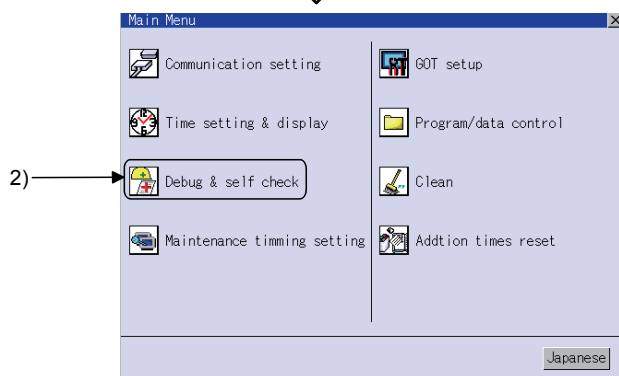 Main Menu
Communication setting
GOT setup
Time setting & display
Program/data control
2)
Debug & self check
Clean
Maintenance timming setting
Addtion times reset
Japanese